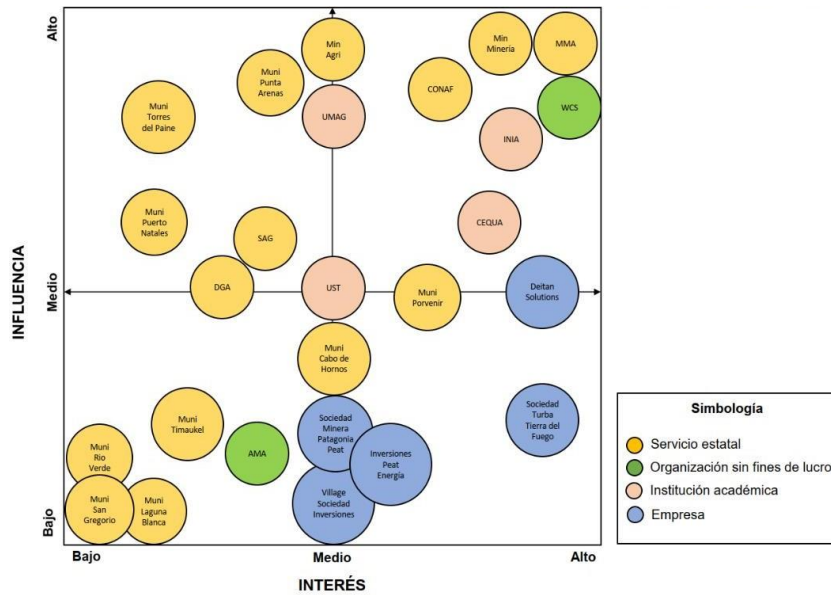 Alto
INFLUENCIA
Medio
Bajo
Min
Agri
Min
Minería
MMA
Muni
Punta
Arenas
CONAF
WCS
Muni
Torres
del Paine
UMAG
INIA
Muni
Puerto
Natales
SAG
CEQUA
DGA
UST
Muni
Porvenir
Deitan
Solutions
Muni
Cabo de
Hornos
Muni
Timaukel
AMA
Sociedad
Minera
Patagonia
Peat
Inversiones
Peat
Energía
Sociedad
Turba
Tierra del
Fuego
Muni
Rio
Verde
Muni
San
Gregorio
Muni
Laguna
Blanca
Village
Sociedad
Inversiones
Bajo
Medio
Alto
INTERÉS
Simbología
Servicio estatal
Organización sin fines de lucro
Institución académica
Empresa